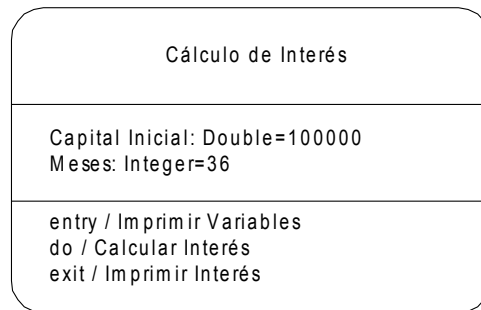 Cálculo de Interés
Capital Inicial: Double=100000
Meses: Integer=36
entry / Imprimir Variables
do / Calcular Interés
exit / Imprimir Interés